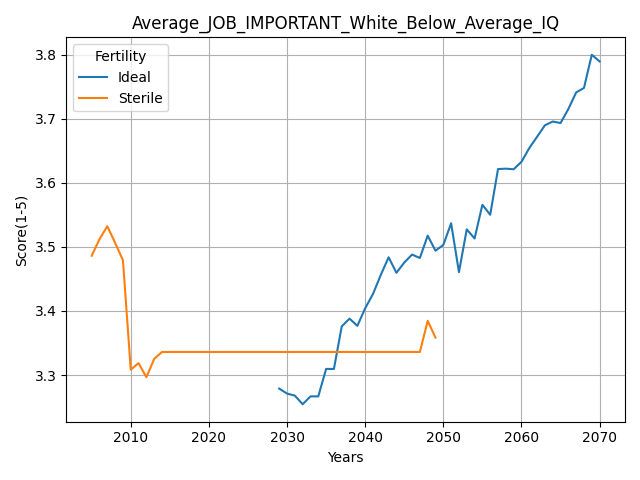 Average_JOB_IMPORTANT_White_Below_Average_IQ
Fertility
Ideal
Sterile
Score(1-5)
3.8
3.7
3.6
3.5
3.4
3.3
2010 2020 2030 2040 2050 2060 2070
Years